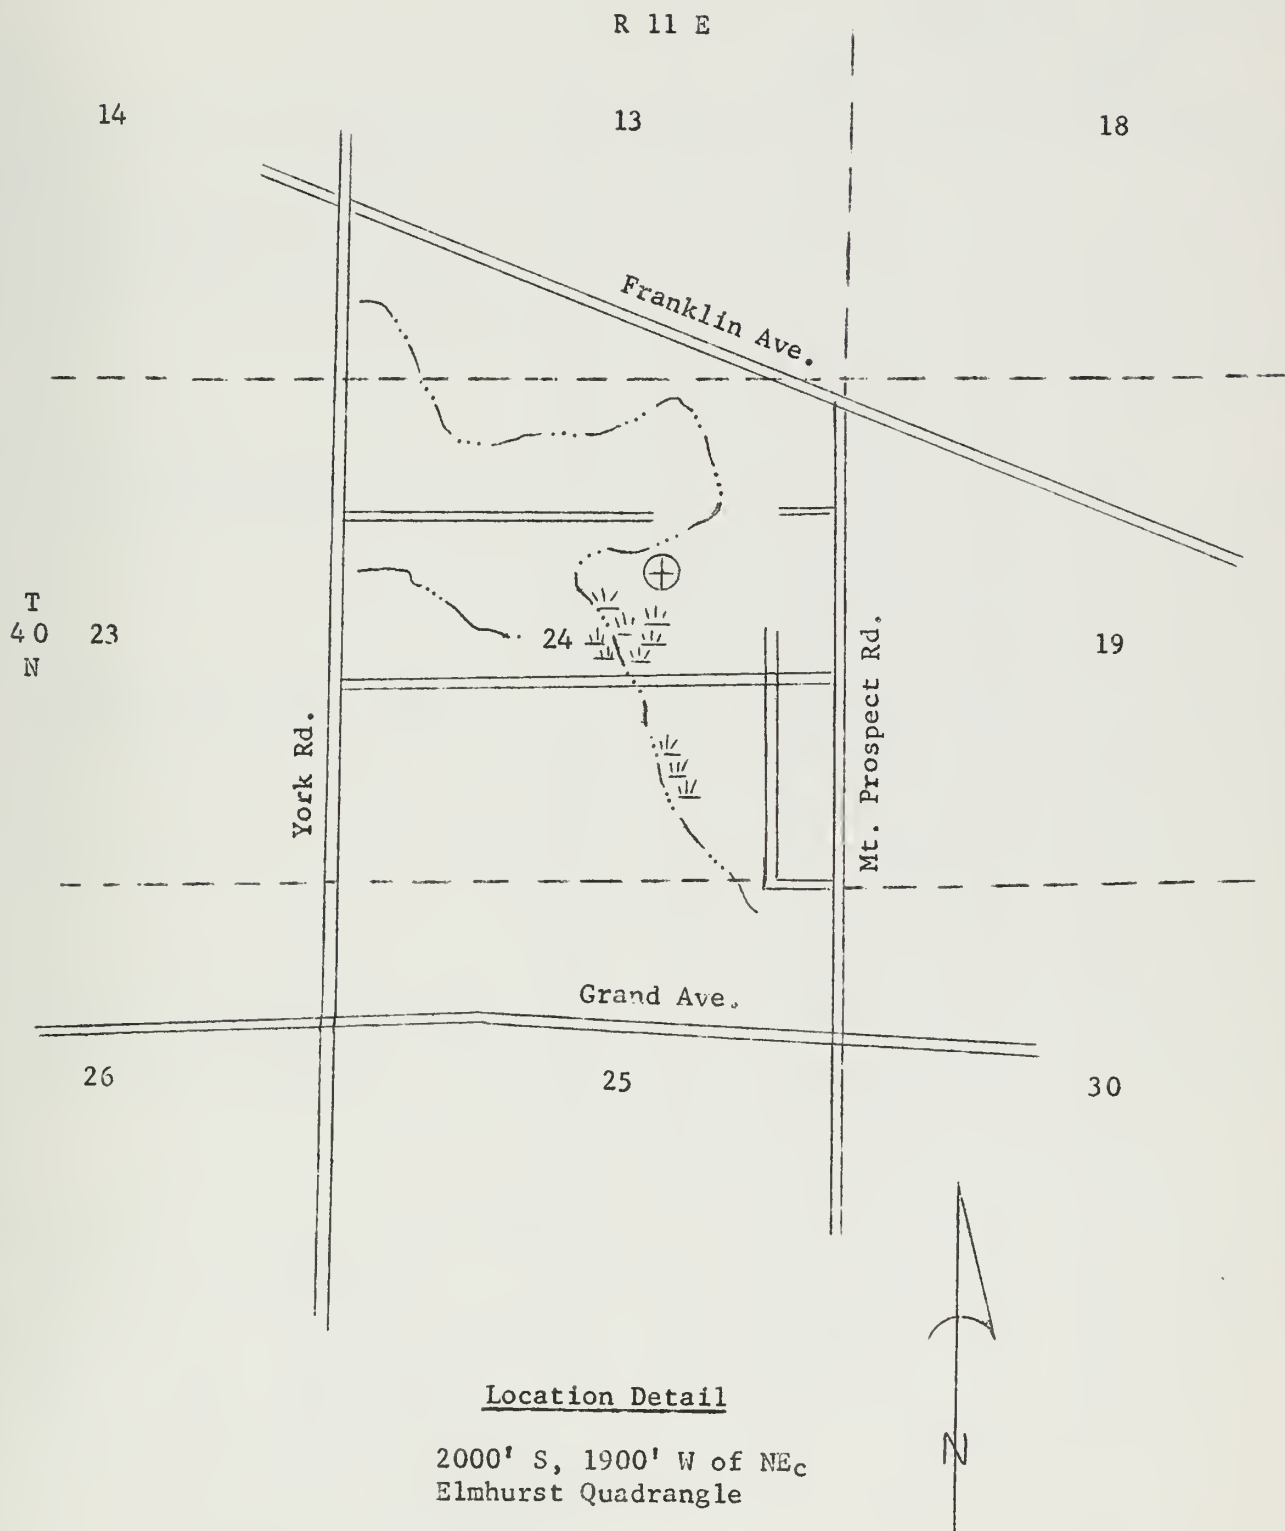 R 11 E
14
13
18
Franklin Ave.
T
40 23
N
24
19
York Rd.
Mt. Prospect Rd.
Grand Ave.
26
25
30
N
Location Detail
2000' S, 1900' W of NEc
Elmhurst Quadrangle